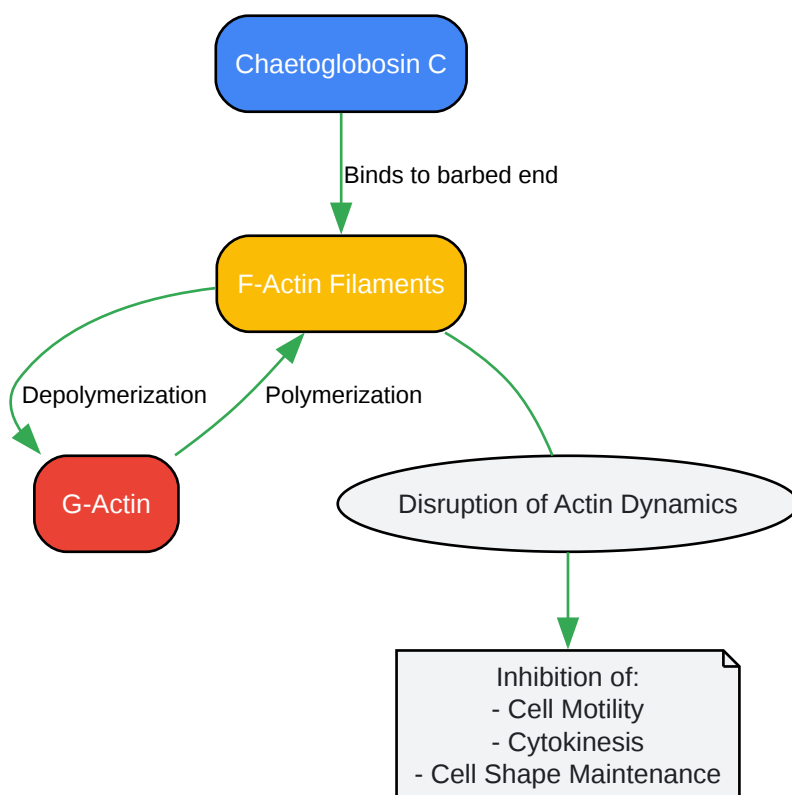 Chaetoglobosin C
Binds to barbed end
F-Actin Filaments
Depolymerization
Polymerization
G-Actin
Disruption of Actin Dynamics
Inhibition of:
- Cell Motility
- Cytokinesis
- Cell Shape Maintenance